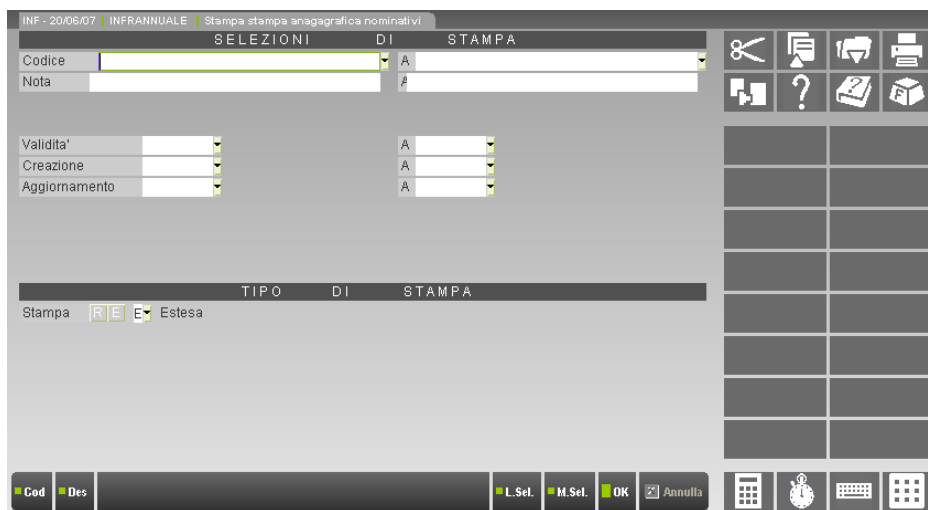 INF - 20/06/07 INFRANNUALE Stampa stampa anagagrafica nominativi
SELEZIONI DI STAMPA
Codice A
Nota A
Validita' A
Creazione A
Aggiornamento A
TIPO DI STAMPA
Stampa R E E Estesa
Cod Des L.Sel. M.Sel. OK Annulla